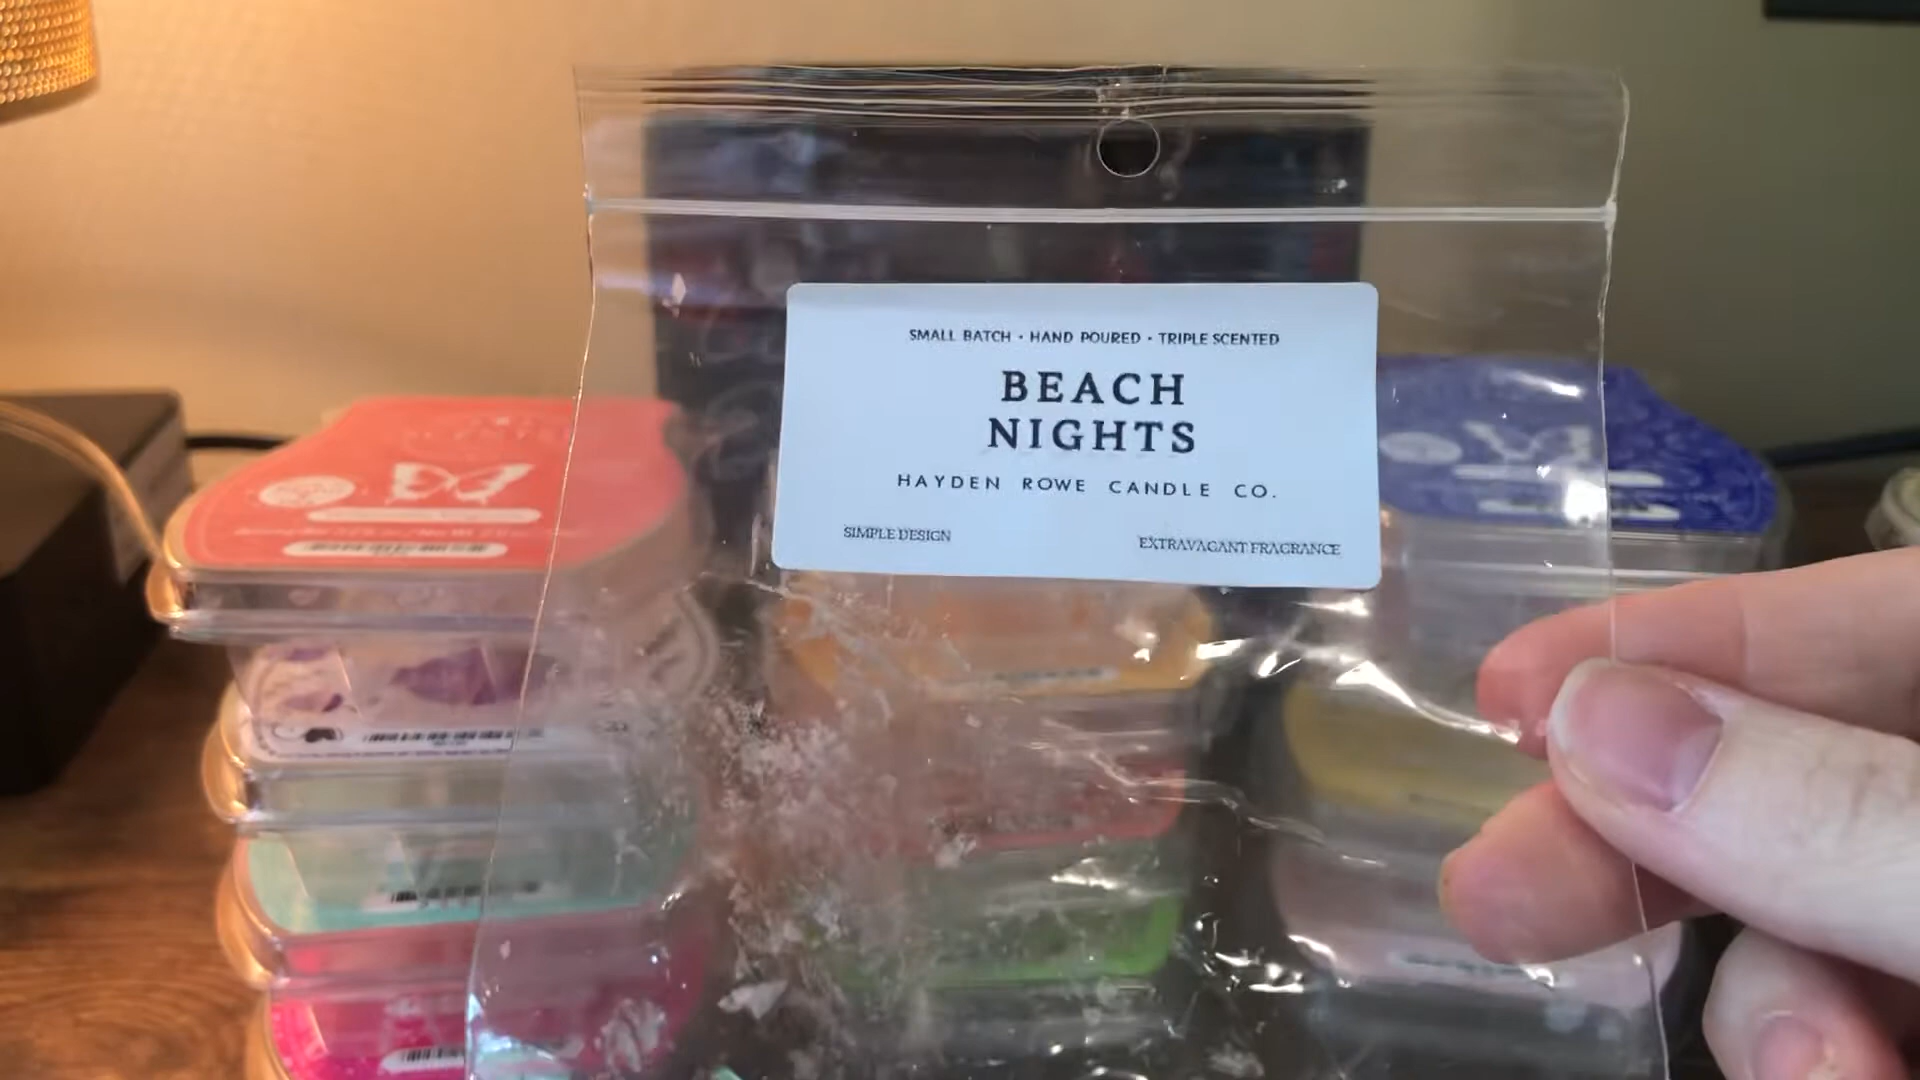 SMALL BATCH • HAND POURED • TRIPLE SCENTED
BEACH
NIGHTS
HAYDEN ROWE CANDLE CO.
SIMPLE DESIGN
EXTRAVAGANT FRAGRANCE